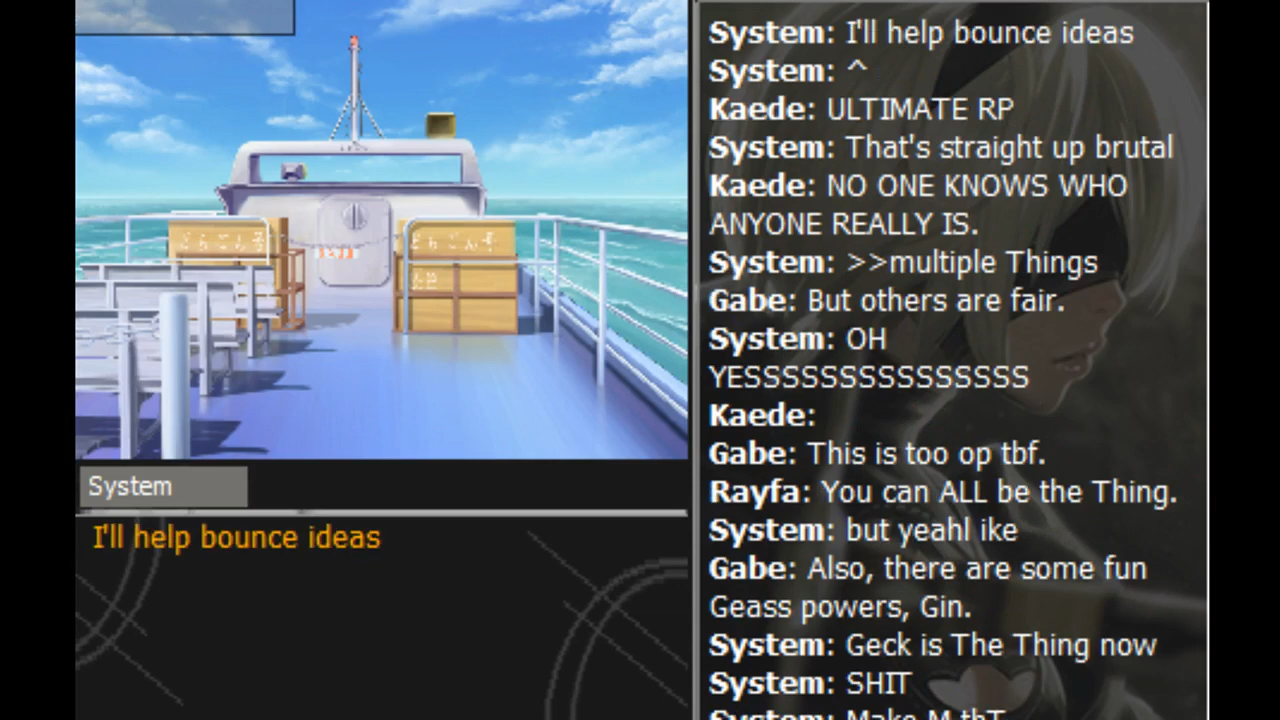 System
I'll help bounce ideas
System: I'll help bounce ideas
System: ^
Kaede: ULTIMATE RP
System: That's straight up brutal
Kaede: NO ONE KNOWS WHO
ANYONE REALLY IS.
System: >>multiple Things
Gabe: But others are fair.
System: OH
YESSSSSSSSSSSSSSS
Kaede:
Gabe: This is too op tbf.
Rayfa: You can ALL be the Thing.
System: but yeahl ike
Gabe: Also, there are some fun
Geass powers, Gin.
System: Geck is The Thing now
System: SHIT
System: Make M thT